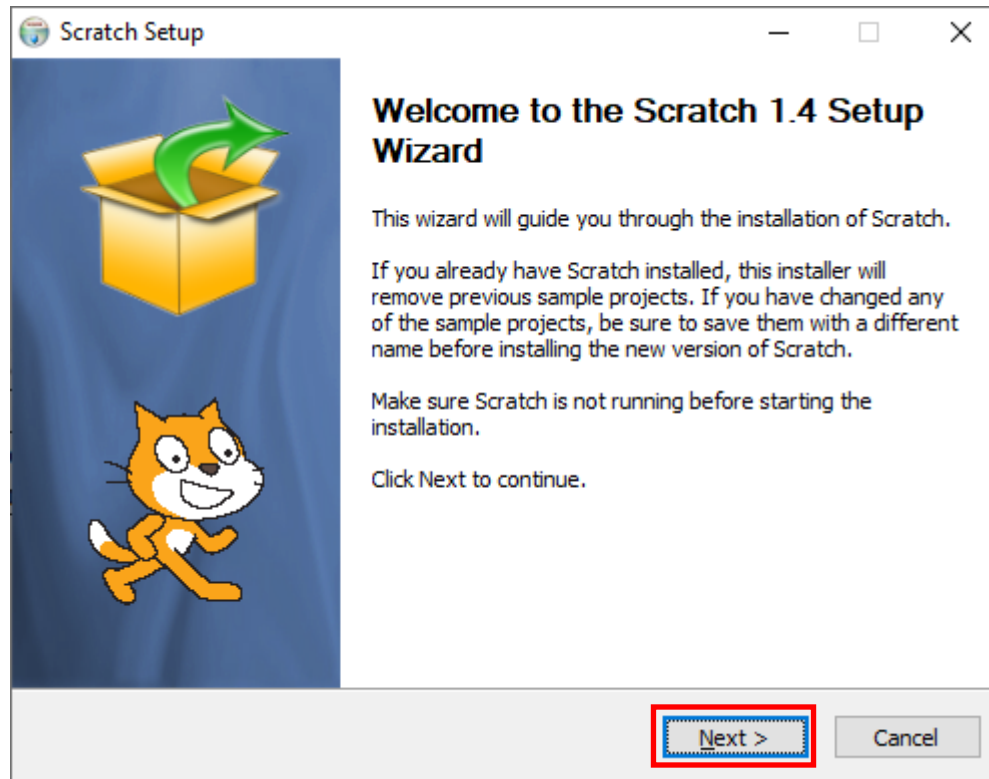 Scratch Setup
Welcome to the Scratch 1.4 Setup
Wizard
This wizard will guide you through the installation of Scratch.
If you already have Scratch installed, this installer will
remove previous sample projects. If you have changed any
of the sample projects, be sure to save them with a different
name before installing the new version of Scratch.
Make sure Scratch is not running before starting the
installation.
Click Next to continue.
Next >
Cancel